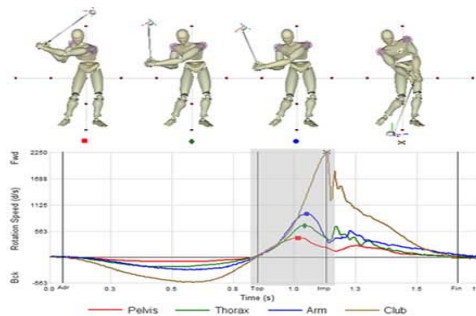 Fwd
2250
1688
1125
563
Rotation Speed (d/s)
-563
Bck
0.0 Adr 0.3 0.6 Top 1.0 Imp 1.3 1.6 Fin
Time (s)
Pelvis Thorax Arm Club